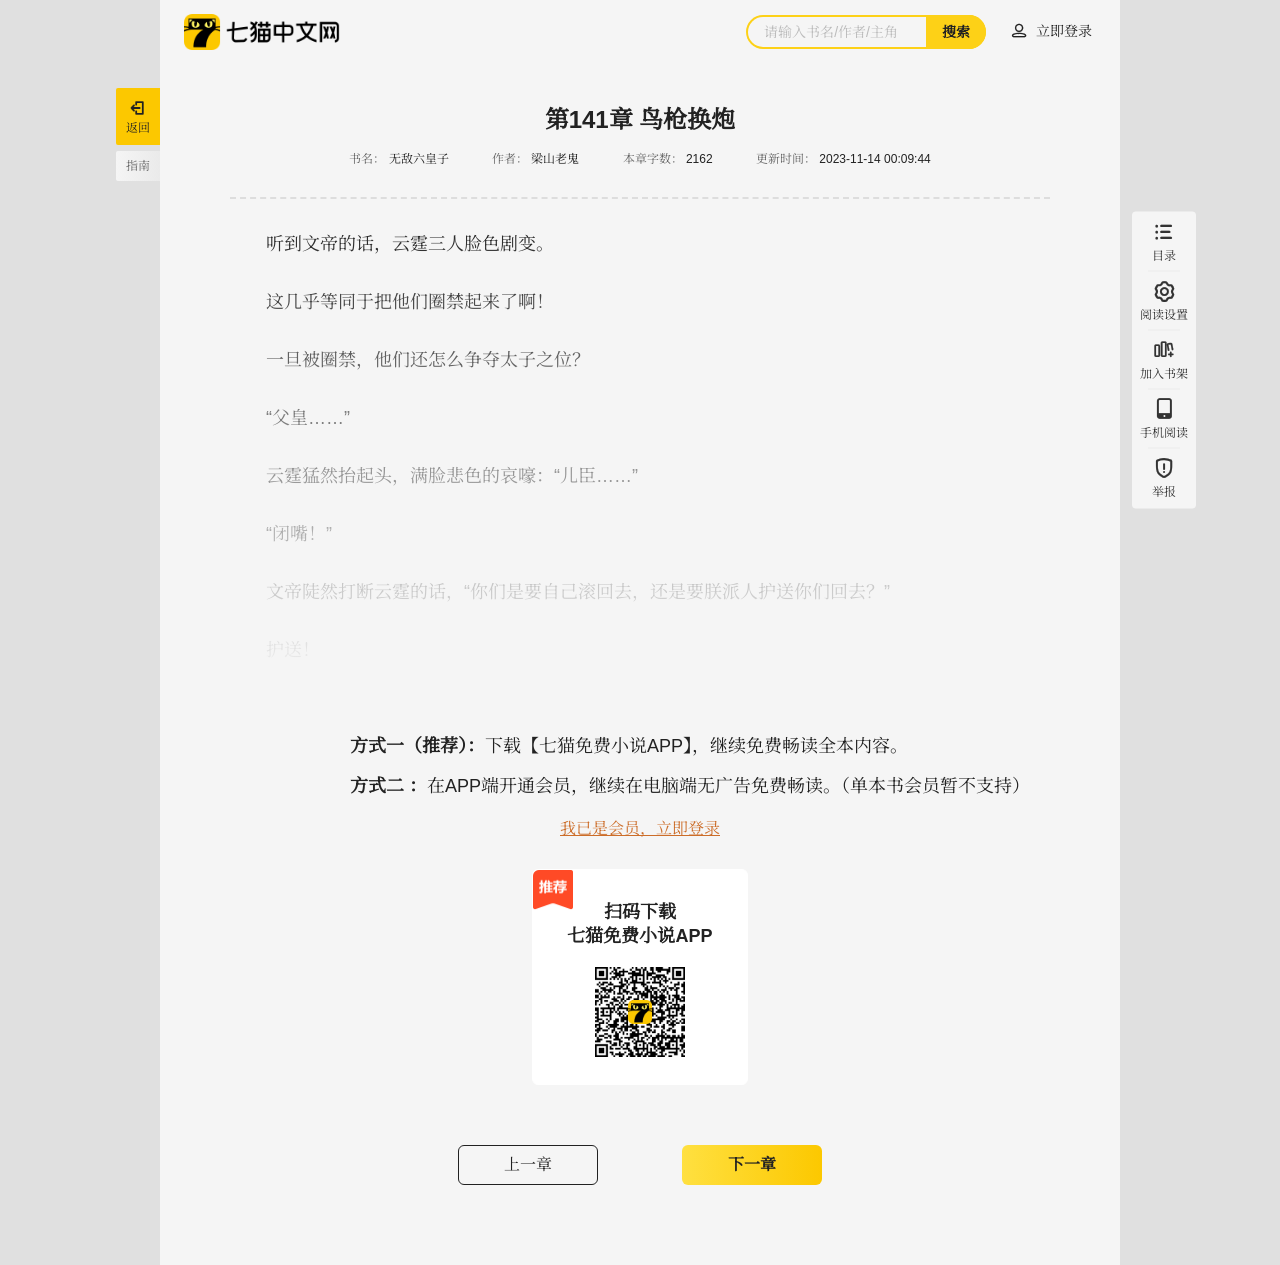 七猫中文网
请输入书名/作者/主角
搜索
立即登录
返回
指南
第141章 鸟枪换炮
书名： 无敌六皇子 作者： 梁山老鬼 本章字数： 2162 更新时间： 2023-11-14 00:09:44
听到文帝的话，云霆三人脸色剧变。
这几乎等同于把他们圈禁起来了啊！
一旦被圈禁，他们还怎么争夺太子之位？
“父皇……”
云霆猛然抬起头，满脸悲色的哀嚎：“儿臣……”
“闭嘴！”
文帝陡然打断云霆的话，“你们是要自己滚回去，还是要朕派人护送你们回去？”
护送！
目录
阅读设置
加入书架
手机阅读
举报
方式一（推荐）：下载【七猫免费小说APP】，继续免费畅读全本内容。
方式二 ：在APP端开通会员，继续在电脑端无广告免费畅读。（单本书会员暂不支持）
我已是会员，立即登录
推荐
扫码下载
七猫免费小说APP
上一章
下一章